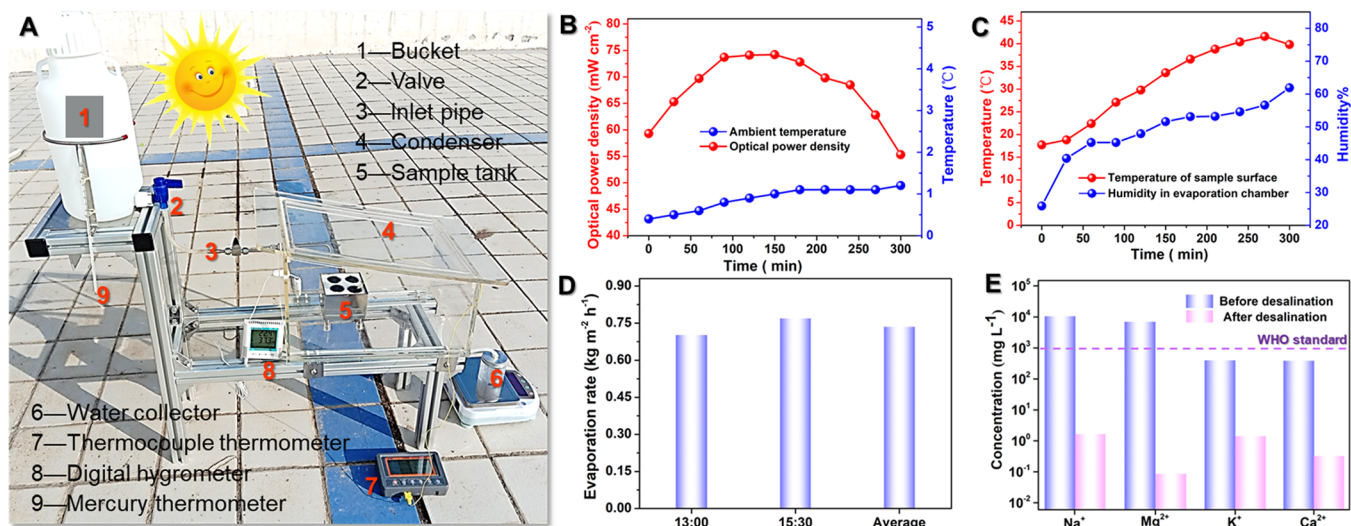 A
1—Bucket
2—Valve
3—Inlet pipe
4—Condenser
5—Sample tank
1
2
3
4
5
6
7
8
9
6—Water collector
7—Thermocouple thermometer
8—Digital hygrometer
9—Mercury thermometer
B
Optical power density (mW cm⁻²)
80
75
70
65
60
55
50
45
40
Ambient temperature
Optical power density
5
4
3
2
1
0
Temperature (℃)
0 50 100 150 200 250 300
Time ( min)
C
Temperature (℃)
45
40
35
30
25
20
15
10
5
0
Temperature of sample surface
Humidity in evaporation chamber
80
70
60
50
40
30
20
Humidity%
0 50 100 150 200 250 300
Time ( min)
D
Evaporation rate (kg m⁻² h⁻¹)
0.90
0.75
0.60
0.45
0.30
0.15
0.00
13:00 15:30 Average
E
Concentration (mg L⁻¹)
10⁵
10⁴
10³
10²
10¹
10⁰
10⁻¹
10⁻²
Before desalination
After desalination
WHO standard
Na⁺ Mg²⁺ K⁺ Ca²⁺